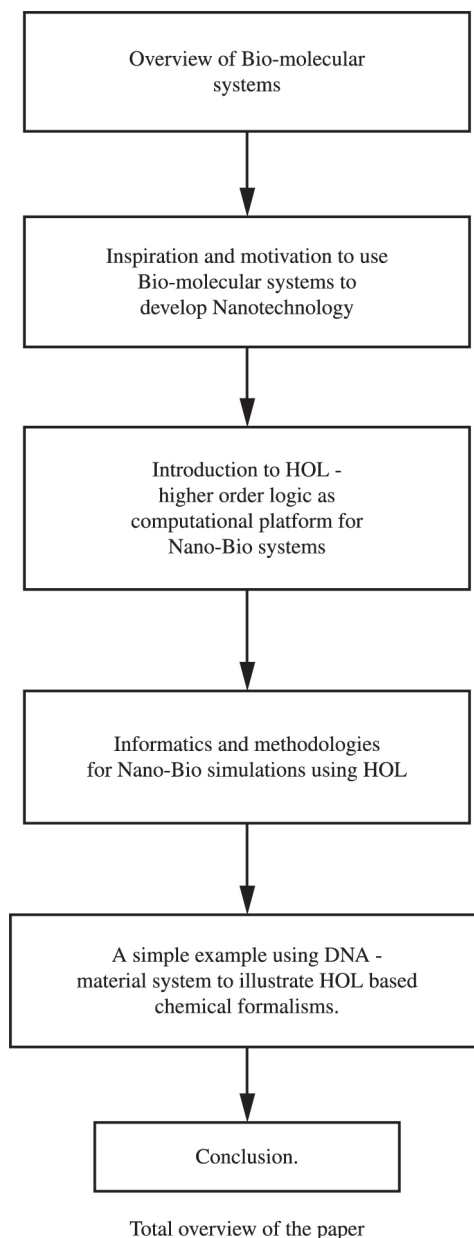 Overview of Bio-molecular
systems
Inspiration and motivation to use
Bio-molecular systems to
develop Nanotechnology
Introduction to HOL -
higher order logic as
computational platform for
Nano-Bio systems
Informatics and methodologies
for Nano-Bio simulations using HOL
A simple example using DNA -
material system to illustrate HOL based
chemical formalisms.
Conclusion.
Total overview of the paper